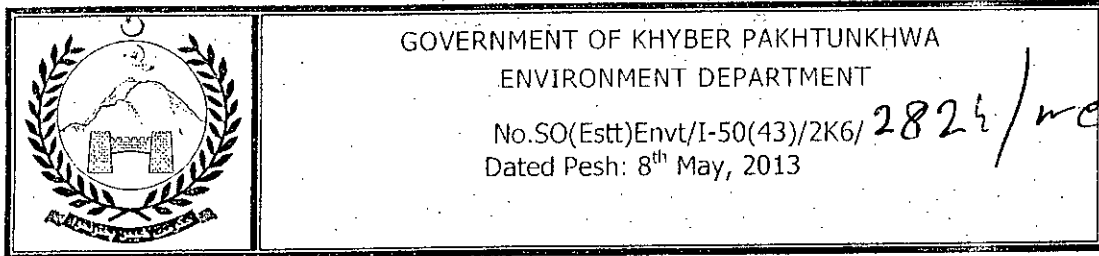 GOVERNMENT OF KHYBER PAKHTUNKHWA
ENVIRONMENT DEPARTMENT
No.SO(Estt)Envt/I-50(43)/2K6/
Dated Pesh: 8th May, 2013